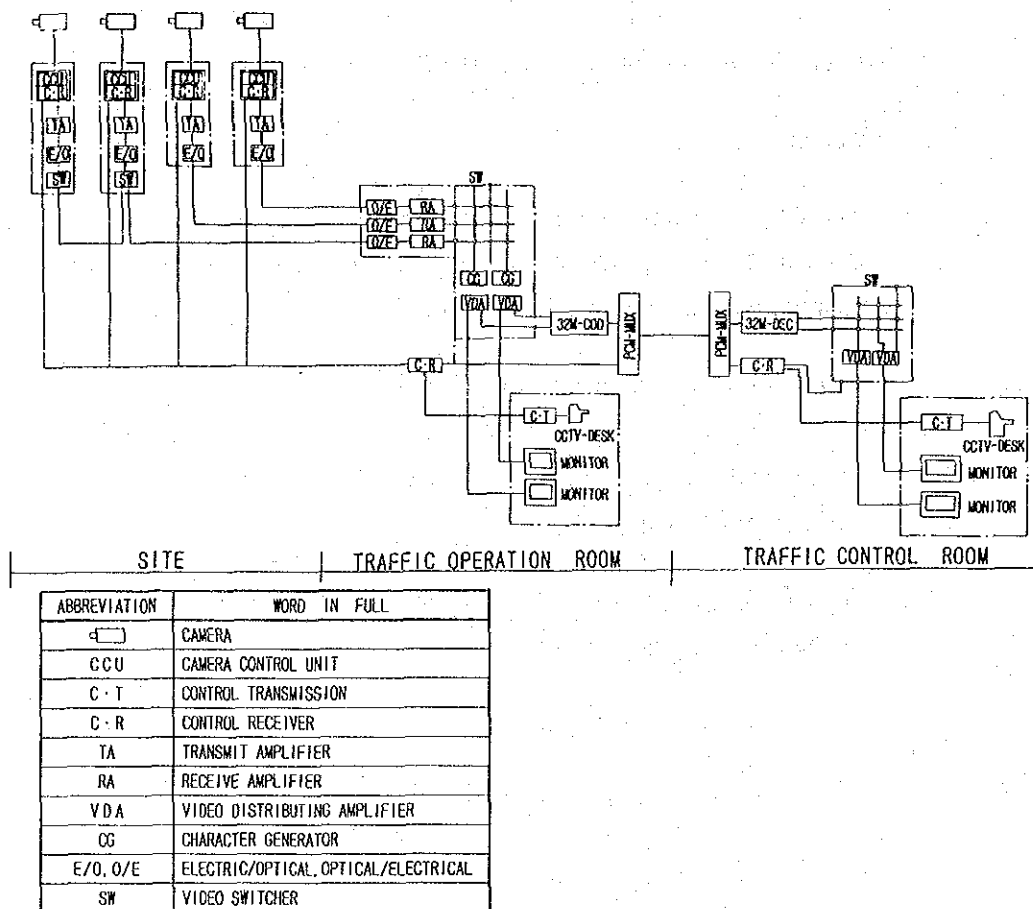 CCU CCU CCU CCU
C·R C·R C·R C·R
TA TA TA TA
E/O E/O E/O E/O
SW SW
SW
O/E RA
O/E RA
O/E RA
CG CG
VDA VDA
32M-COD
PCM-MUX
PCM-MUX
32M-DEC
SW
VDA VDA
C·R
C·R
C·T
CCTV-DESK
MONITOR
MONITOR
C·T
CCTV-DESK
MONITOR
MONITOR
SITE TRAFFIC OPERATION ROOM TRAFFIC CONTROL ROOM
ABBREVIATION WORD IN FULL
CAMERA
CCU CAMERA CONTROL UNIT
C·T CONTROL TRANSMISSION
C·R CONTROL RECEIVER
TA TRANSMIT AMPLIFIER
RA RECEIVE AMPLIFIER
VDA VIDEO DISTRIBUTING AMPLIFIER
CG CHARACTER GENERATOR
E/O, O/E ELECTRIC/OPTICAL, OPTICAL/ELECTRICAL
SW VIDEO SWITCHER